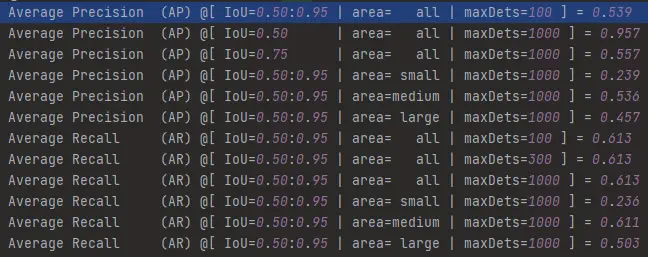 Average Precision  (AP) @[ IoU=0.50:0.95 | area=   all | maxDets=100 ] = 0.539
Average Precision  (AP) @[ IoU=0.50      | area=   all | maxDets=1000 ] = 0.957
Average Precision  (AP) @[ IoU=0.75      | area=   all | maxDets=1000 ] = 0.557
Average Precision  (AP) @[ IoU=0.50:0.95 | area= small | maxDets=1000 ] = 0.239
Average Precision  (AP) @[ IoU=0.50:0.95 | area=medium | maxDets=1000 ] = 0.536
Average Precision  (AP) @[ IoU=0.50:0.95 | area= large | maxDets=1000 ] = 0.457
Average Recall     (AR) @[ IoU=0.50:0.95 | area=   all | maxDets=100 ] = 0.613
Average Recall     (AR) @[ IoU=0.50:0.95 | area=   all | maxDets=300 ] = 0.613
Average Recall     (AR) @[ IoU=0.50:0.95 | area=   all | maxDets=1000 ] = 0.613
Average Recall     (AR) @[ IoU=0.50:0.95 | area= small | maxDets=1000 ] = 0.236
Average Recall     (AR) @[ IoU=0.50:0.95 | area=medium | maxDets=1000 ] = 0.611
Average Recall     (AR) @[ IoU=0.50:0.95 | area= large | maxDets=1000 ] = 0.503